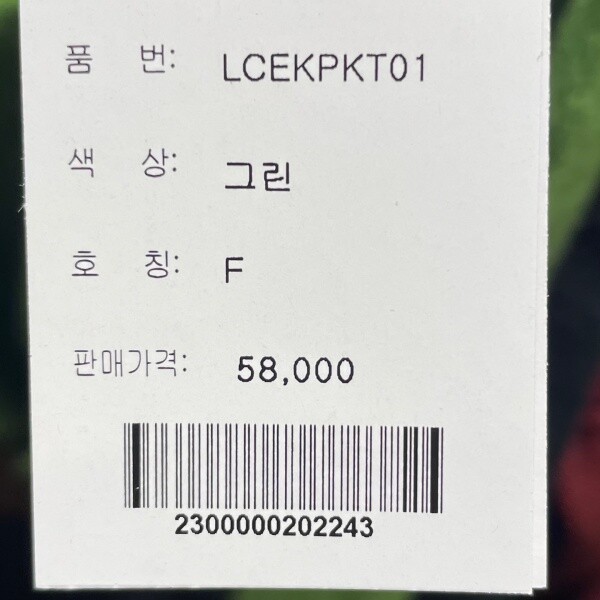 품 번: LCEKPKT01
색 상: 그린
호 칭: F
판매가격: 58,000
2300000202243